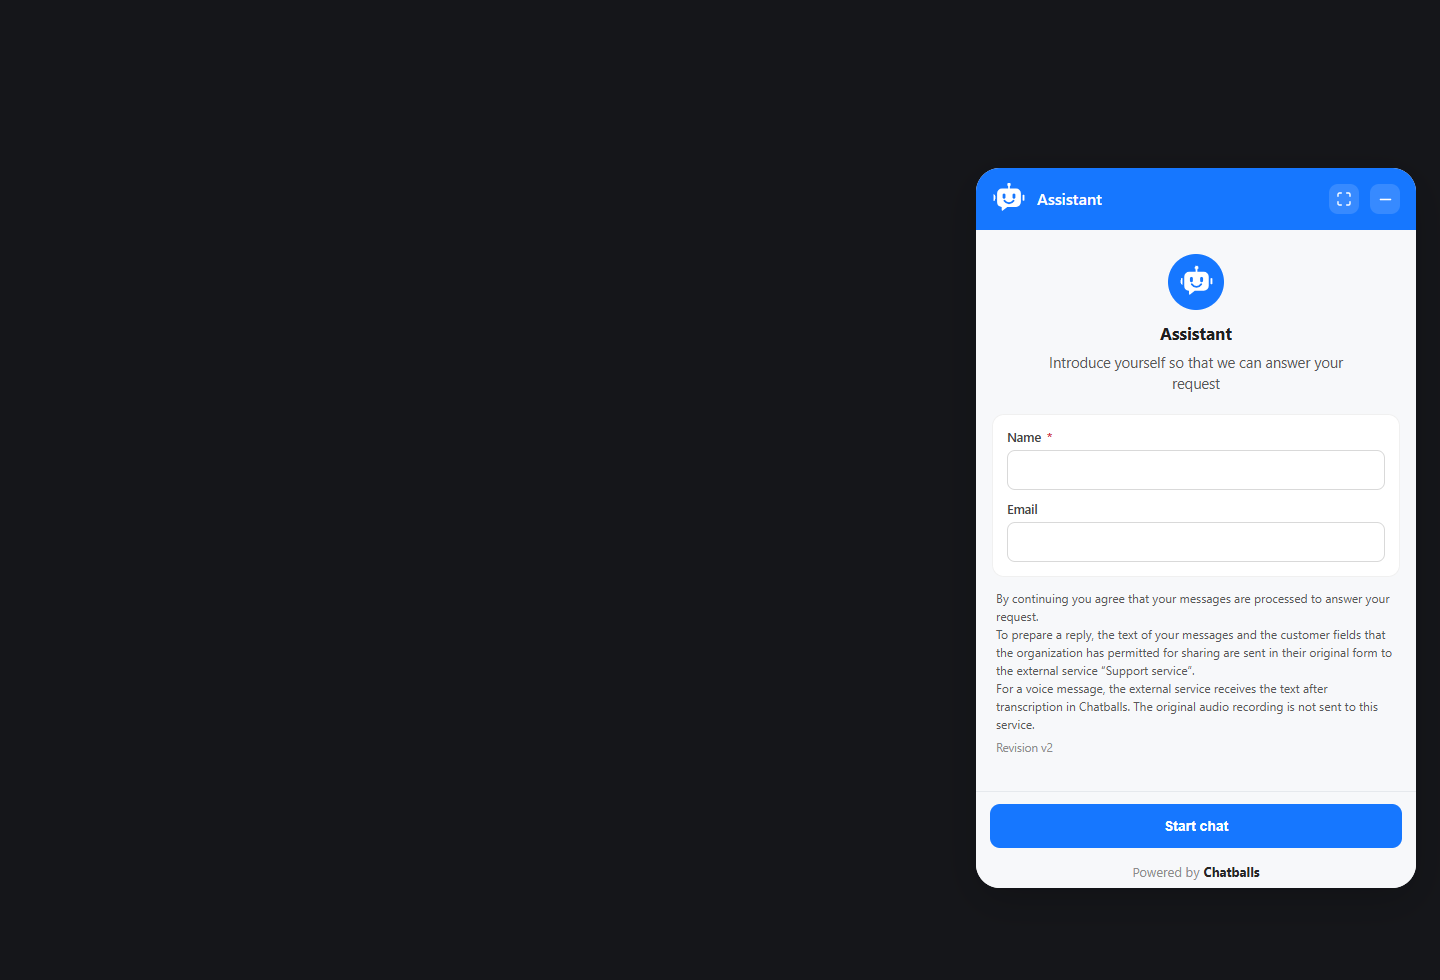 Assistant
Assistant
Introduce yourself so that we can answer your
request
Name *
Email
By continuing you agree that your messages are processed to answer your
request.
To prepare a reply, the text of your messages and the customer fields that
the organization has permitted for sharing are sent in their original form to
the external service “Support service”.
For a voice message, the external service receives the text after
transcription in Chatballs. The original audio recording is not sent to this
service.
Revision v2
Start chat
Powered by Chatballs